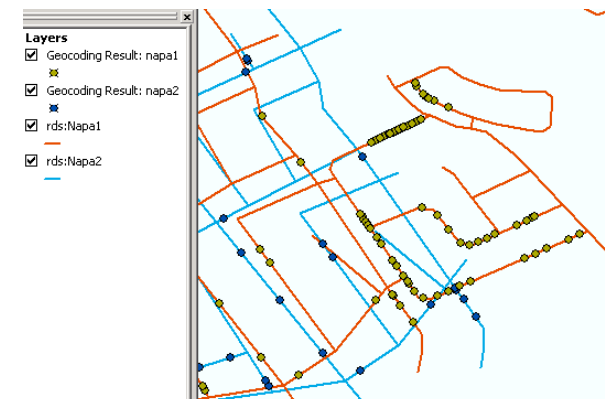 Layers
Geocoding Result: napa1
Geocoding Result: napa2
rds:Napa1
rds:Napa2